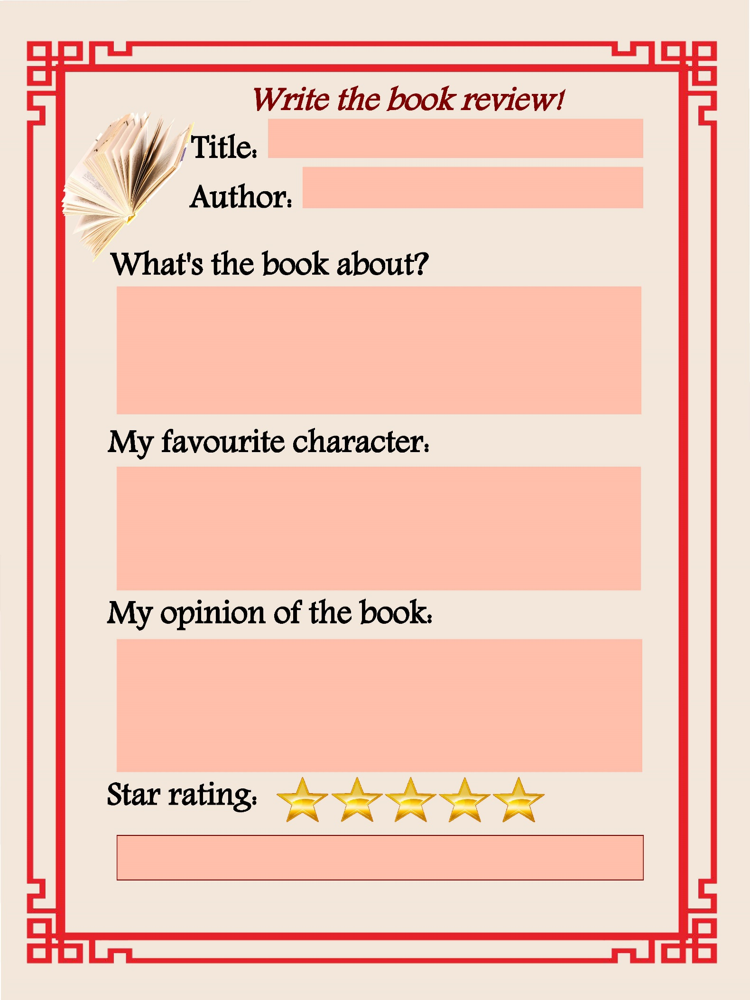 Write the book review!
Title:
Author:
What's the book about?
My favourite character:
My opinion of the book:
Star rating: